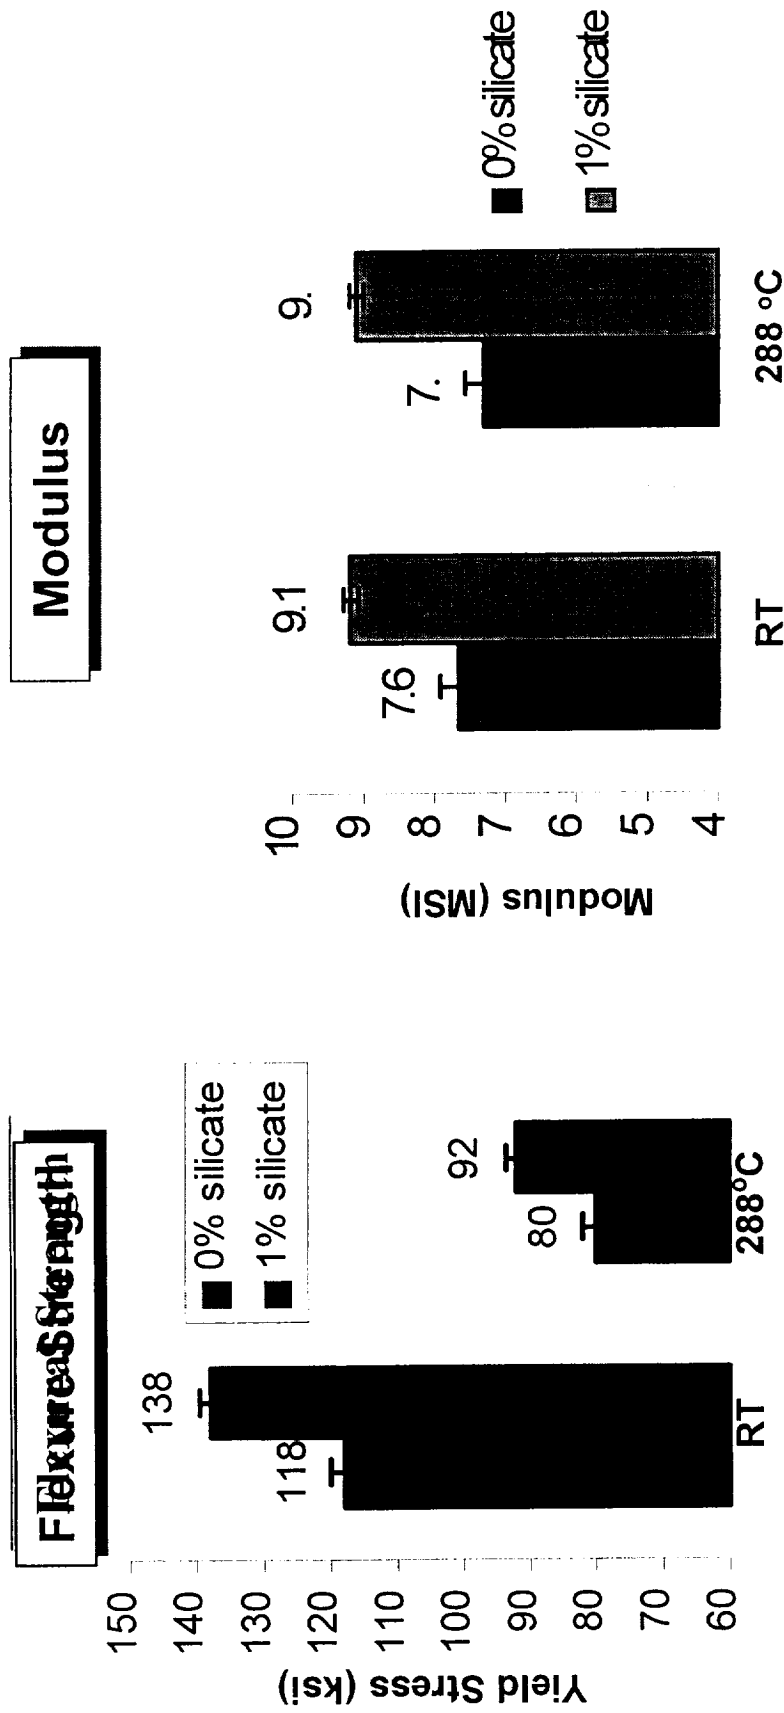 Flexure Strength
Yield Stress (ksi)
150
140
130
120
110
100
90
80
70
60
118
138
80
92
RT
288°C
0% silicate
1% silicate
Modulus
Modulus (MSI)
10
9
8
7
6
5
4
7.6
9.1
7.
9.
RT
288 °C
0% silicate
1% silicate